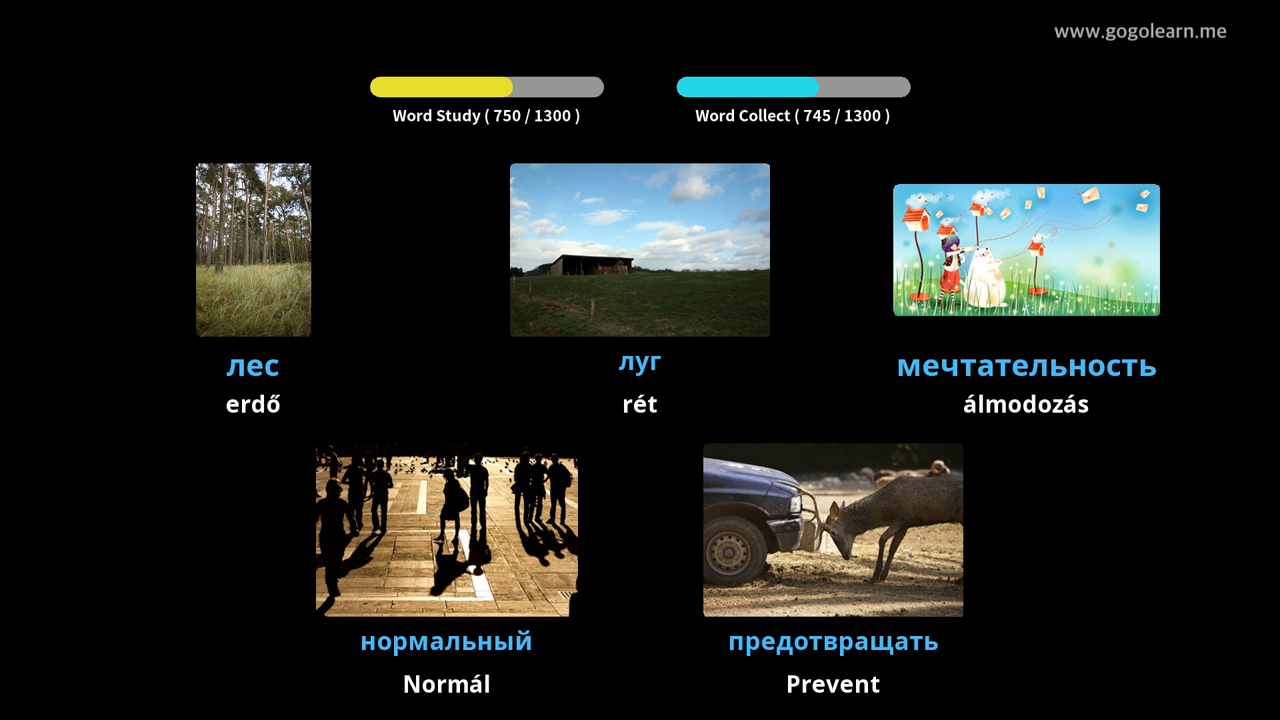 www.gogolearn.me
Word Study ( 750 / 1300 )
Word Collect ( 745 / 1300 )
лес
erdő
луг
rét
мечтательность
álmodozás
нормальный
Normál
предотвращать
Prevent